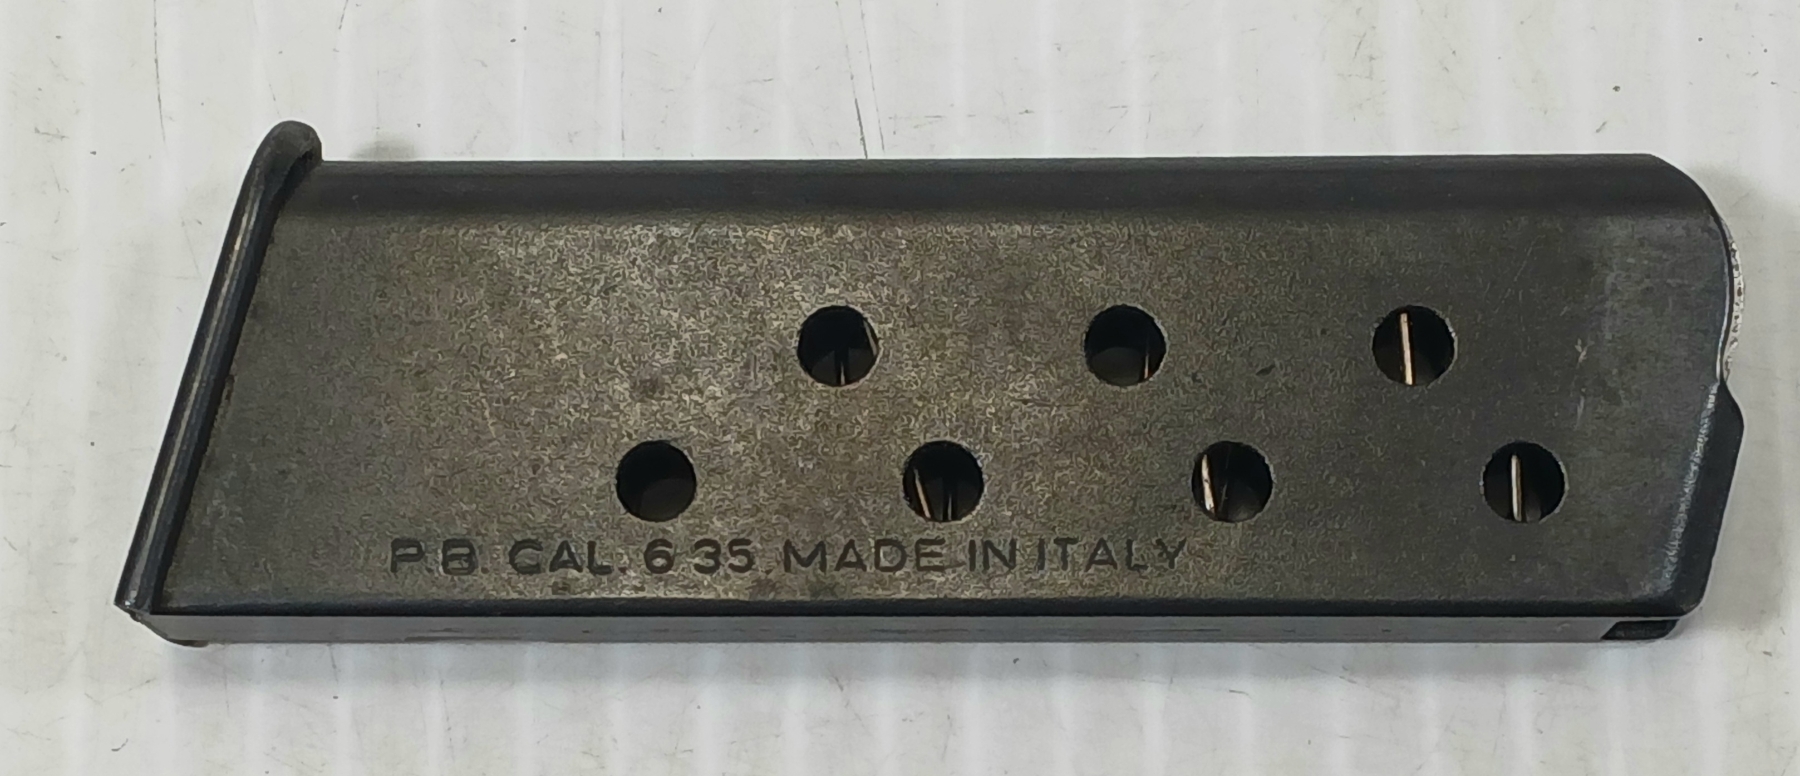 P.B. CAL. 6 35 MADE IN ITALY